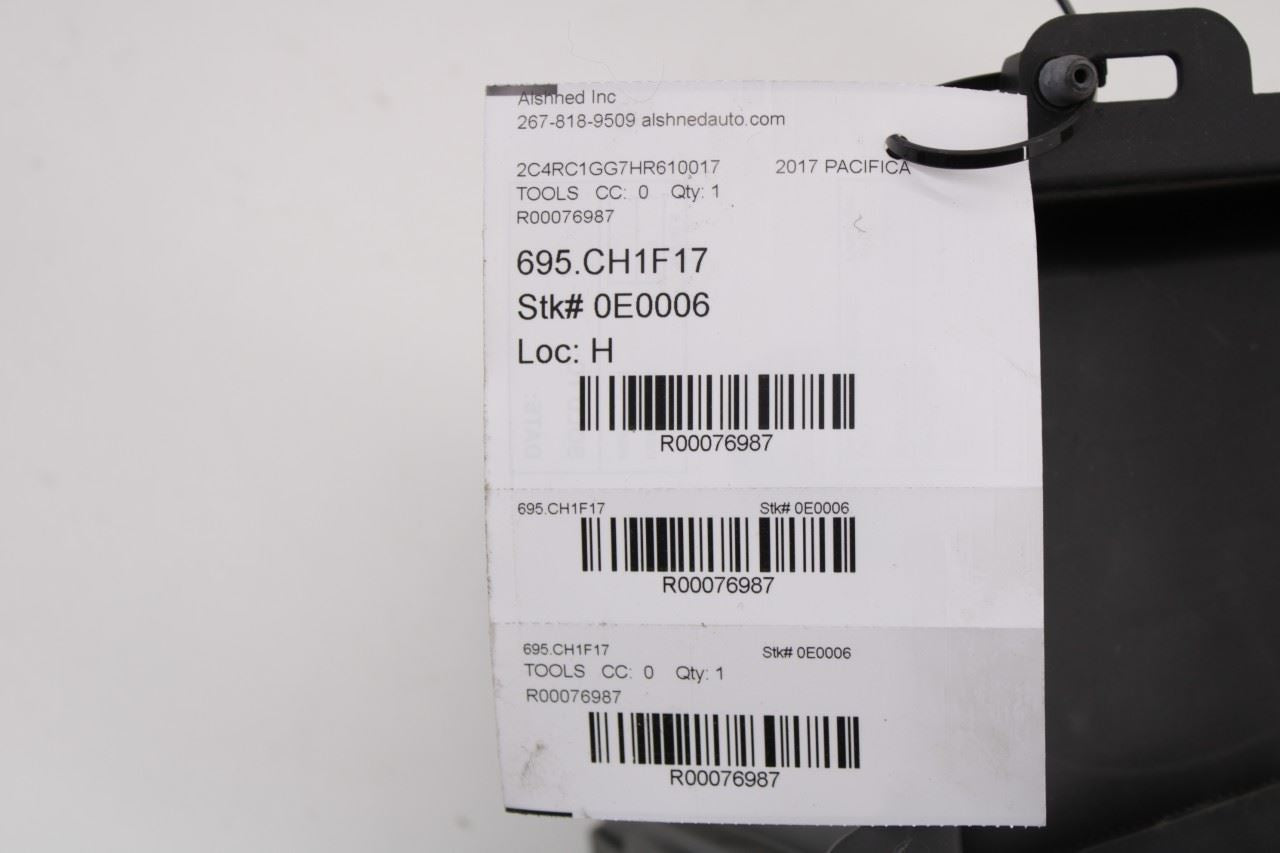 Alshned Inc
267-818-9509 alshnedauto.com
2C4RC1GG7HR610017 2017 PACIFICA
TOOLS CC: 0 Qty: 1
R00076987
695.CH1F17
Stk# 0E0006
Loc: H
R00076987
695.CH1F17 Stk# 0E0006
R00076987
695.CH1F17 Stk# 0E0006
TOOLS CC: 0 Qty: 1
R00076987
R00076987